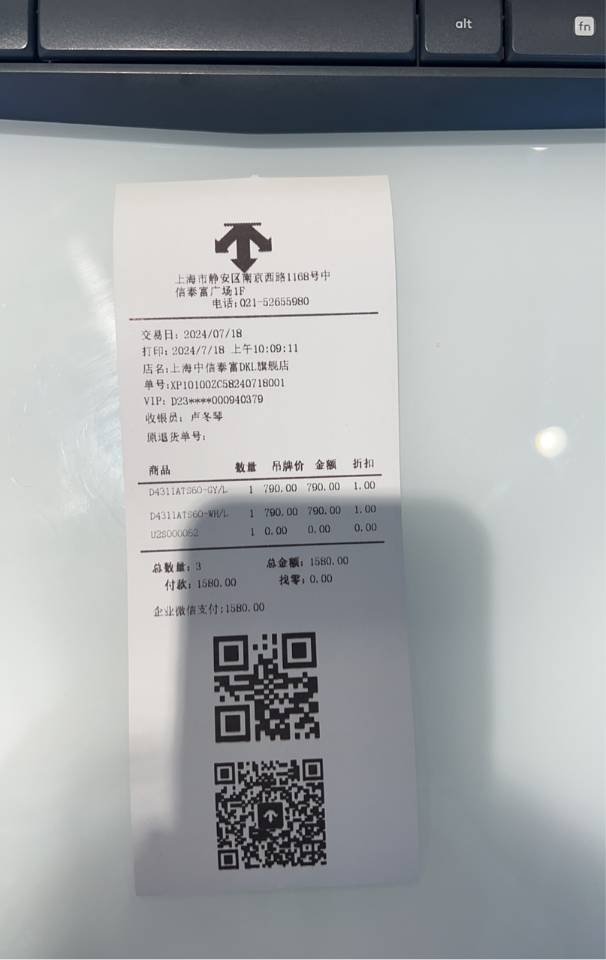 alt
fn
上海市静安区南京西路1168号中
信泰富广场1F
电话:021-52655980
交易日: 2024/07/18
打印: 2024/7/18 上午10:09:11
店名:上海中信泰富DKL旗舰店
单号:XP10100ZC58240718001
VIP: D23****000940379
收银员: 卢冬琴
原退货单号:
商品 数量 吊牌价 金额 折扣
D4311ATS60-GY/L 1 790.00 790.00 1.00
D4311ATS60-WH/L 1 790.00 790.00 1.00
U2S000052 1 0.00 0.00 0.00
总数量: 3 总金额: 1580.00
付款: 1580.00 找零: 0.00
企业微信支付:1580.00